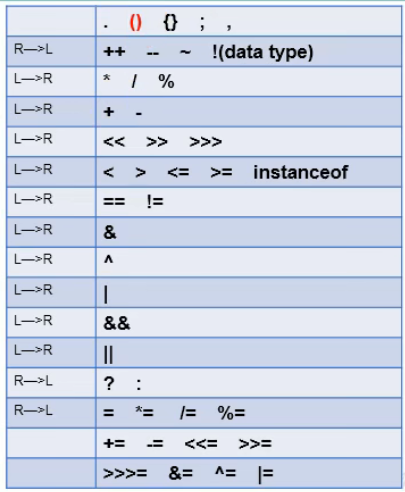 . () {} ; ,
R—>L ++ -- ~ !(data type)
L—>R * / %
L—>R + -
L—>R << >> >>>
L—>R < > <= >= instanceof
L—>R == !=
L—>R &
L—>R ^
L—>R |
L—>R &&
L—>R ||
R—>L ? :
R—>L = *= /= %=
+= -= <<= >>=
>>>= &= ^= |=